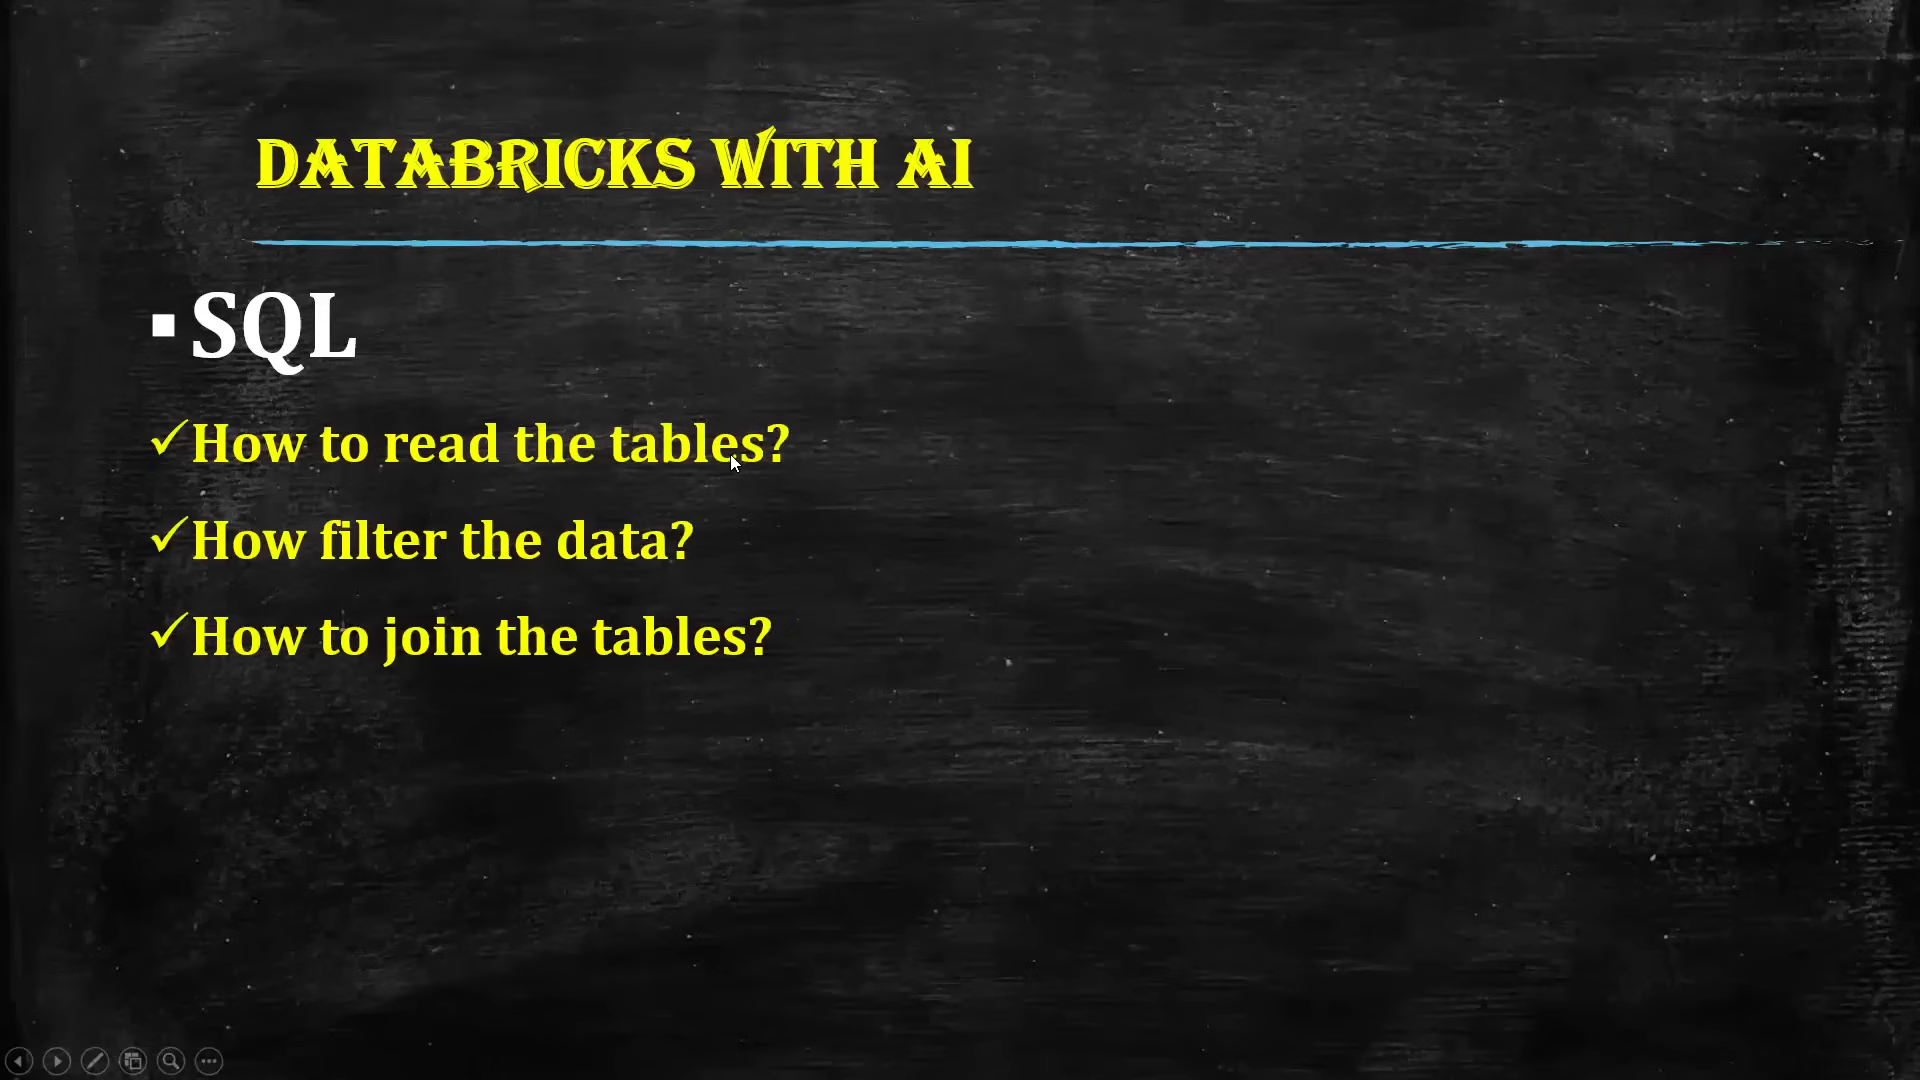 DATABRICKS WITH AI
▪SQL
✓How to read the tables?
✓How filter the data?
✓How to join the tables?